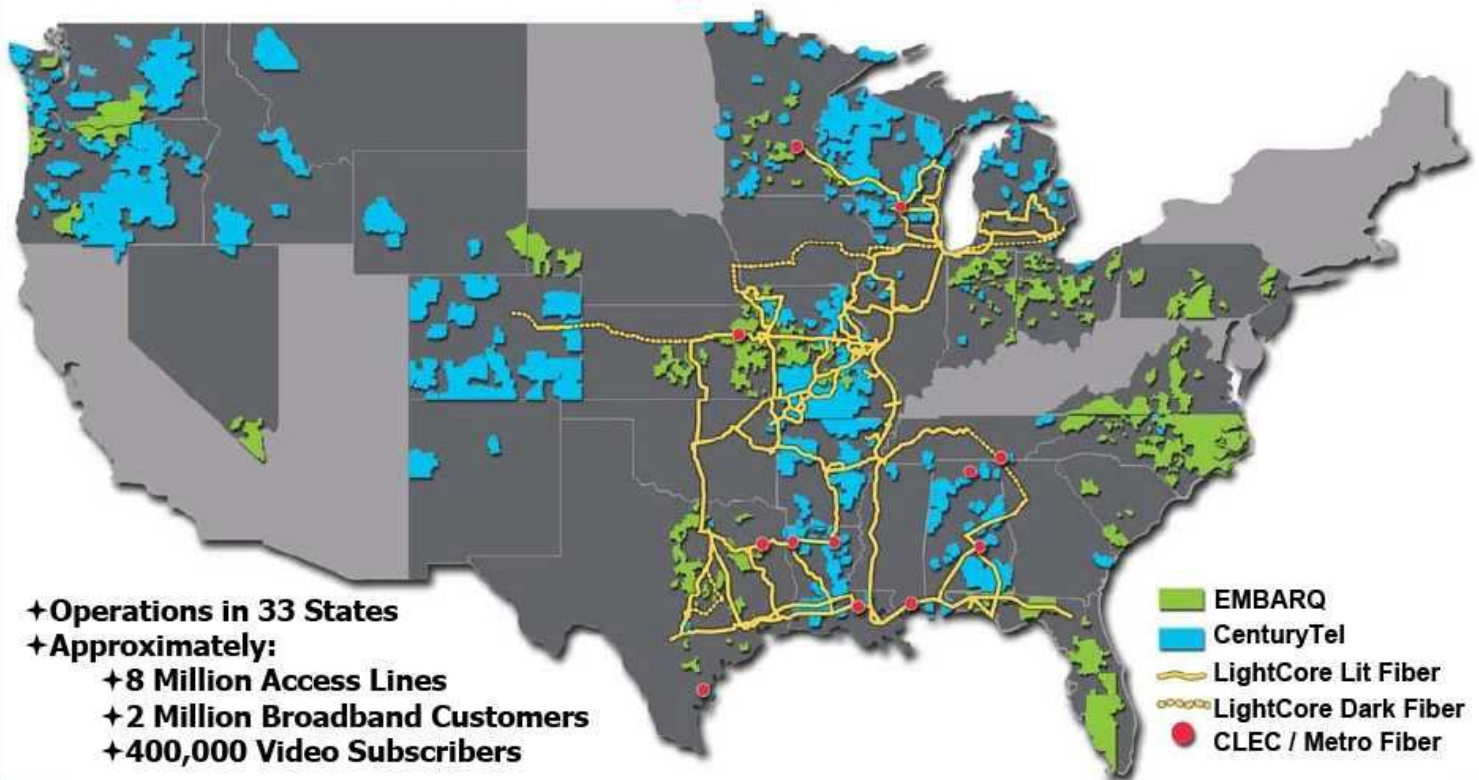 ✦Operations in 33 States
✦Approximately:
✦8 Million Access Lines
✦2 Million Broadband Customers
✦400,000 Video Subscribers
EMBARQ
CenturyTel
LightCore Lit Fiber
LightCore Dark Fiber
CLEC / Metro Fiber